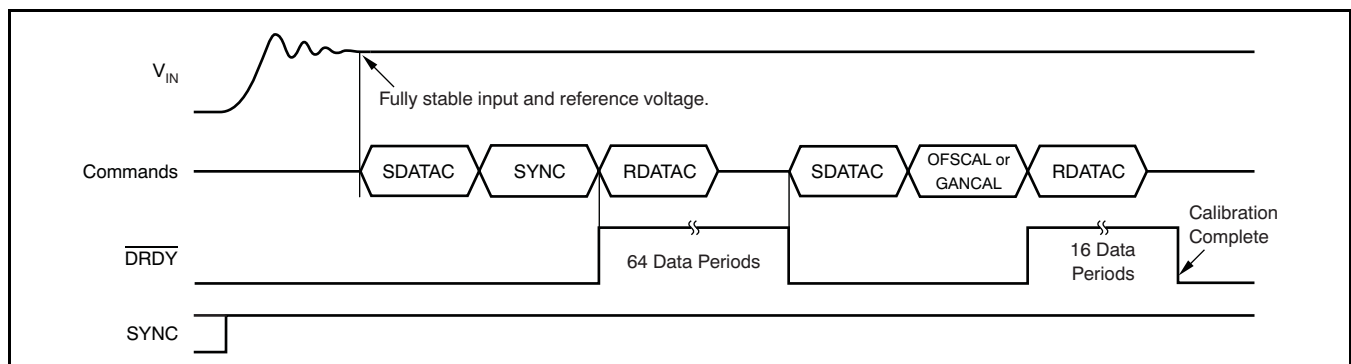 V_IN
Fully stable input and reference voltage.
Commands
SDATAC
SYNC
RDATAC
SDATAC
OFSCAL or
GANCAL
RDATAC
Calibration
Complete
DRDY
64 Data Periods
16 Data
Periods
SYNC